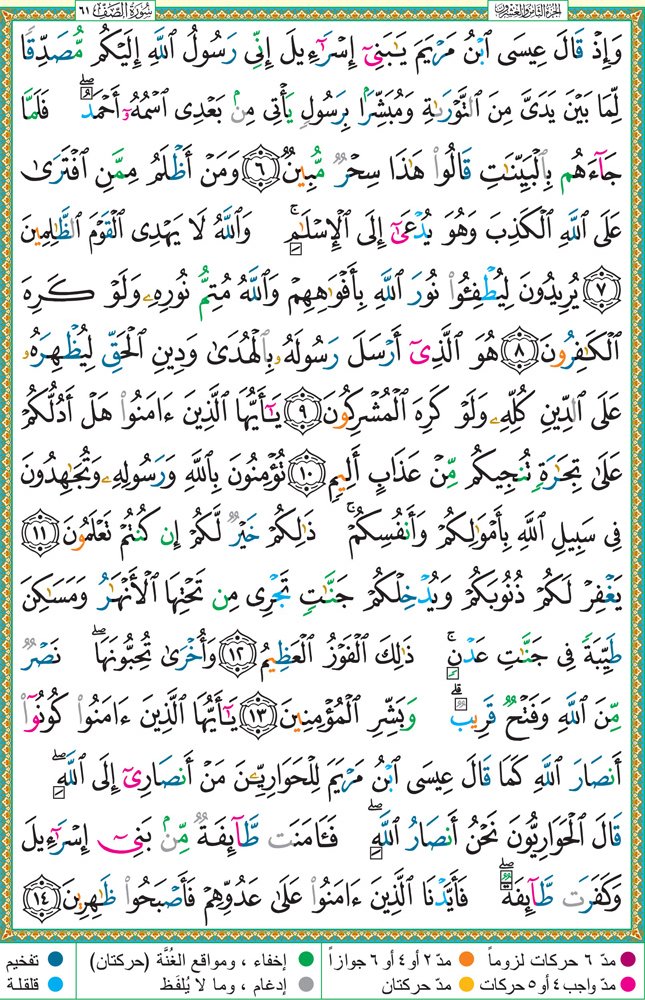 الجزء الثامن والعشرون
سورة الصف ٦١
وَإِذْ قَالَ عِيسَى ٱبْنُ مَرْيَمَ يَـٰبَنِىٓ إِسْرَٰٓءِيلَ إِنِّى رَسُولُ ٱللَّهِ إِلَيْكُم مُّصَدِّقًا
لِّمَا بَيْنَ يَدَىَّ مِنَ ٱلتَّوْرَىٰةِ وَمُبَشِّرًۢا بِرَسُولٍ يَأْتِى مِنۢ بَعْدِى ٱسْمُهُۥٓ أَحْمَدُ ۖ فَلَمَّا
جَآءَهُم بِٱلْبَيِّنَـٰتِ قَالُوا۟ هَـٰذَا سِحْرٌ مُّبِينٌ ٦ وَمَنْ أَظْلَمُ مِمَّنِ ٱفْتَرَىٰ
عَلَى ٱللَّهِ ٱلْكَذِبَ وَهُوَ يُدْعَىٰٓ إِلَى ٱلْإِسْلَـٰمِ ۚ وَٱللَّهُ لَا يَهْدِى ٱلْقَوْمَ ٱلظَّـٰلِمِينَ
٧ يُرِيدُونَ لِيُطْفِـُٔوا۟ نُورَ ٱللَّهِ بِأَفْوَٰهِهِمْ وَٱللَّهُ مُتِمُّ نُورِهِۦ وَلَوْ كَرِهَ
ٱلْكَـٰفِرُونَ ٨ هُوَ ٱلَّذِىٓ أَرْسَلَ رَسُولَهُۥ بِٱلْهُدَىٰ وَدِينِ ٱلْحَقِّ لِيُظْهِرَهُۥ
عَلَى ٱلدِّينِ كُلِّهِۦ وَلَوْ كَرِهَ ٱلْمُشْرِكُونَ ٩ يَـٰٓأَيُّهَا ٱلَّذِينَ ءَامَنُوا۟ هَلْ أَدُلُّكُمْ
عَلَىٰ تِجَـٰرَةٍ تُنجِيكُم مِّنْ عَذَابٍ أَلِيمٍ ١٠ تُؤْمِنُونَ بِٱللَّهِ وَرَسُولِهِۦ وَتُجَـٰهِدُونَ
فِى سَبِيلِ ٱللَّهِ بِأَمْوَٰلِكُمْ وَأَنفُسِكُمْ ۚ ذَٰلِكُمْ خَيْرٌ لَّكُمْ إِن كُنتُمْ تَعْلَمُونَ ١١
يَغْفِرْ لَكُمْ ذُنُوبَكُمْ وَيُدْخِلْكُمْ جَنَّـٰتٍ تَجْرِى مِن تَحْتِهَا ٱلْأَنْهَـٰرُ وَمَسَـٰكِنَ
طَيِّبَةً فِى جَنَّـٰتِ عَدْنٍ ۚ ذَٰلِكَ ٱلْفَوْزُ ٱلْعَظِيمُ ١٢ وَأُخْرَىٰ تُحِبُّونَهَا ۖ نَصْرٌ
مِّنَ ٱللَّهِ وَفَتْحٌ قَرِيبٌ ۗ وَبَشِّرِ ٱلْمُؤْمِنِينَ ١٣ يَـٰٓأَيُّهَا ٱلَّذِينَ ءَامَنُوا۟ كُونُوٓا۟
أَنصَارَ ٱللَّهِ كَمَا قَالَ عِيسَى ٱبْنُ مَرْيَمَ لِلْحَوَارِيِّـۧنَ مَنْ أَنصَارِىٓ إِلَى ٱللَّهِ ۖ
قَالَ ٱلْحَوَارِيُّونَ نَحْنُ أَنصَارُ ٱللَّهِ ۖ فَـَٔامَنَت طَّآئِفَةٌ مِّنۢ بَنِىٓ إِسْرَٰٓءِيلَ
وَكَفَرَت طَّآئِفَةٌ ۖ فَأَيَّدْنَا ٱلَّذِينَ ءَامَنُوا۟ عَلَىٰ عَدُوِّهِمْ فَأَصْبَحُوا۟ ظَـٰهِرِينَ ١٤
مدّ ٦ حركات لزوماً مدّ ٢ أو ٤ أو ٦ جوازاً إخفاء ، ومواقع الغُنَّة (حركتان) تفخيم
مدّ واجب ٤ أو ٥ حركات مدّ حركتان إدغام ، وما لا يُلفَظ قلقلة